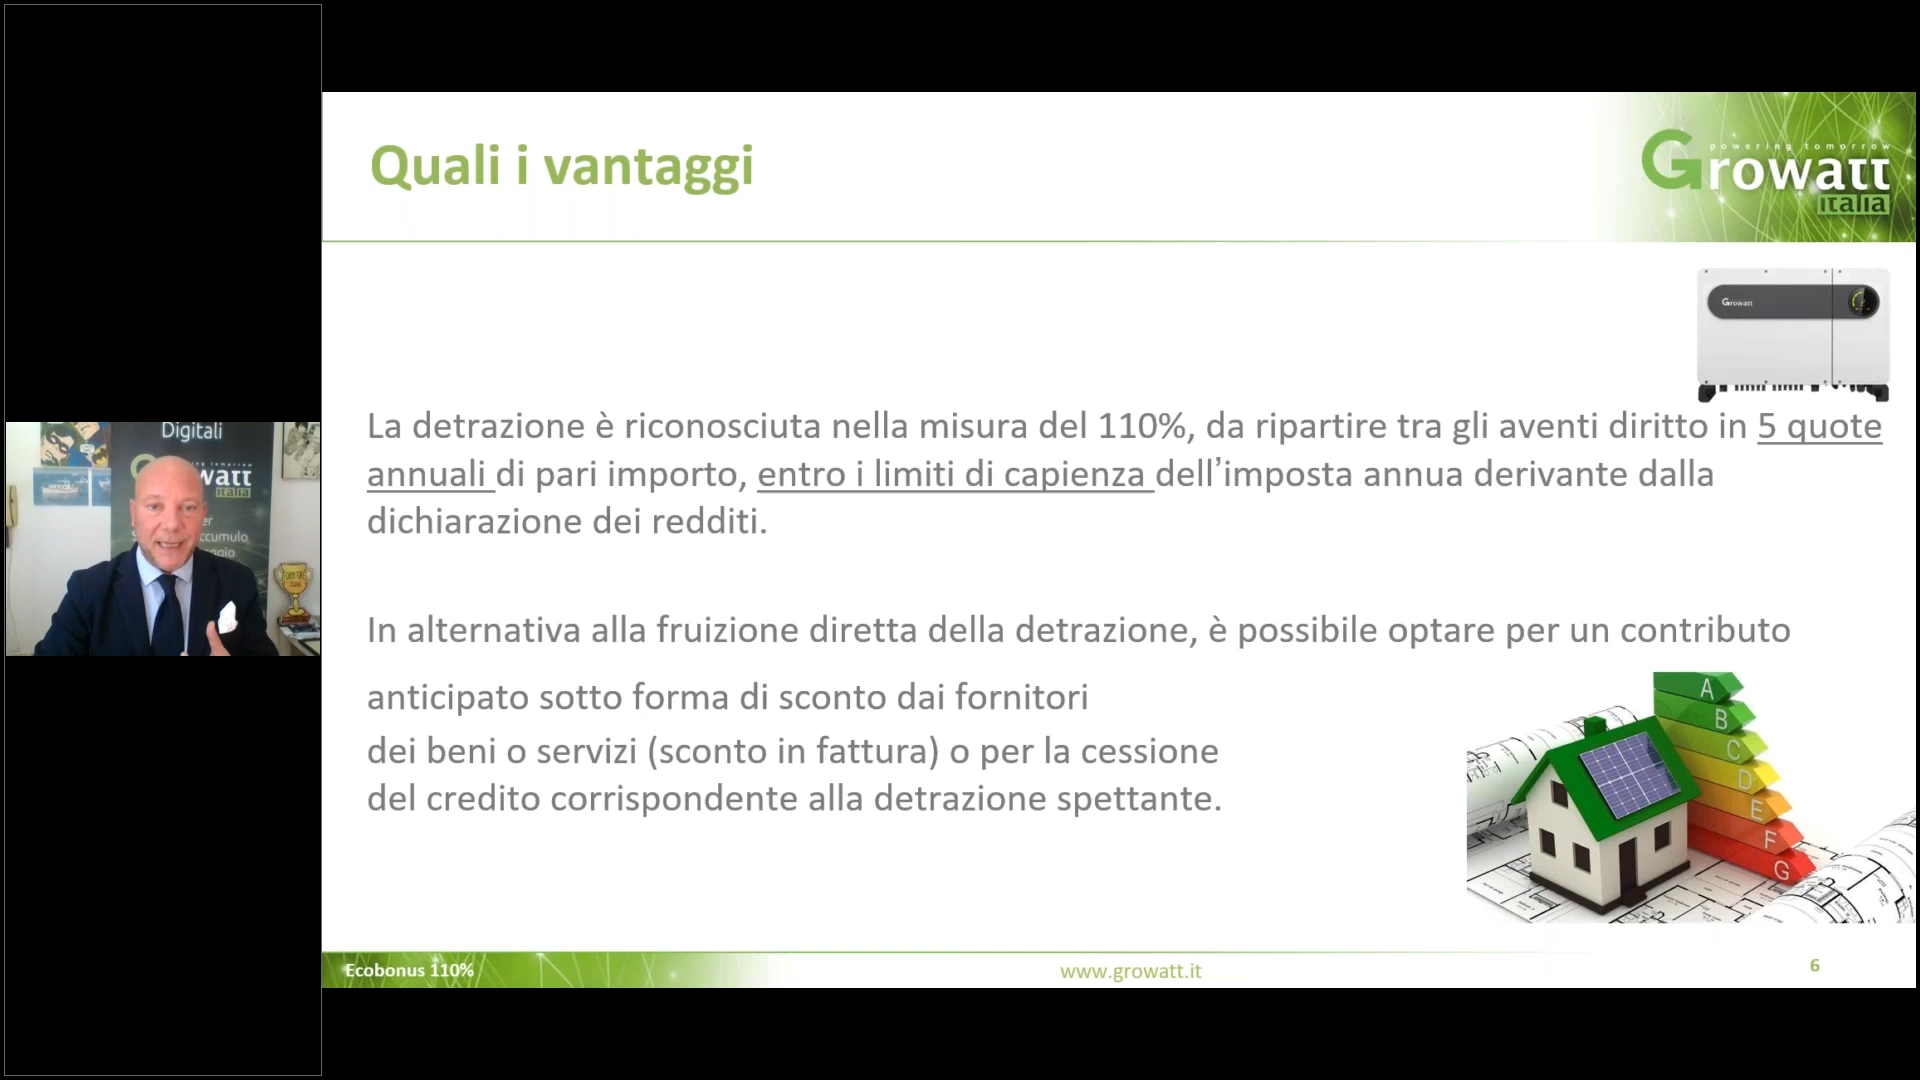 Quali i vantaggi
powering tomorrow
Growatt
italia
Growatt
La detrazione è riconosciuta nella misura del 110%, da ripartire tra gli aventi diritto in 5 quote
annuali di pari importo, entro i limiti di capienza dell’imposta annua derivante dalla
dichiarazione dei redditi.
In alternativa alla fruizione diretta della detrazione, è possibile optare per un contributo
anticipato sotto forma di sconto dai fornitori
dei beni o servizi (sconto in fattura) o per la cessione
del credito corrispondente alla detrazione spettante.
A
B
C
D
E
F
G
Ecobonus 110%
www.growatt.it
6
Digitali
watt
italia